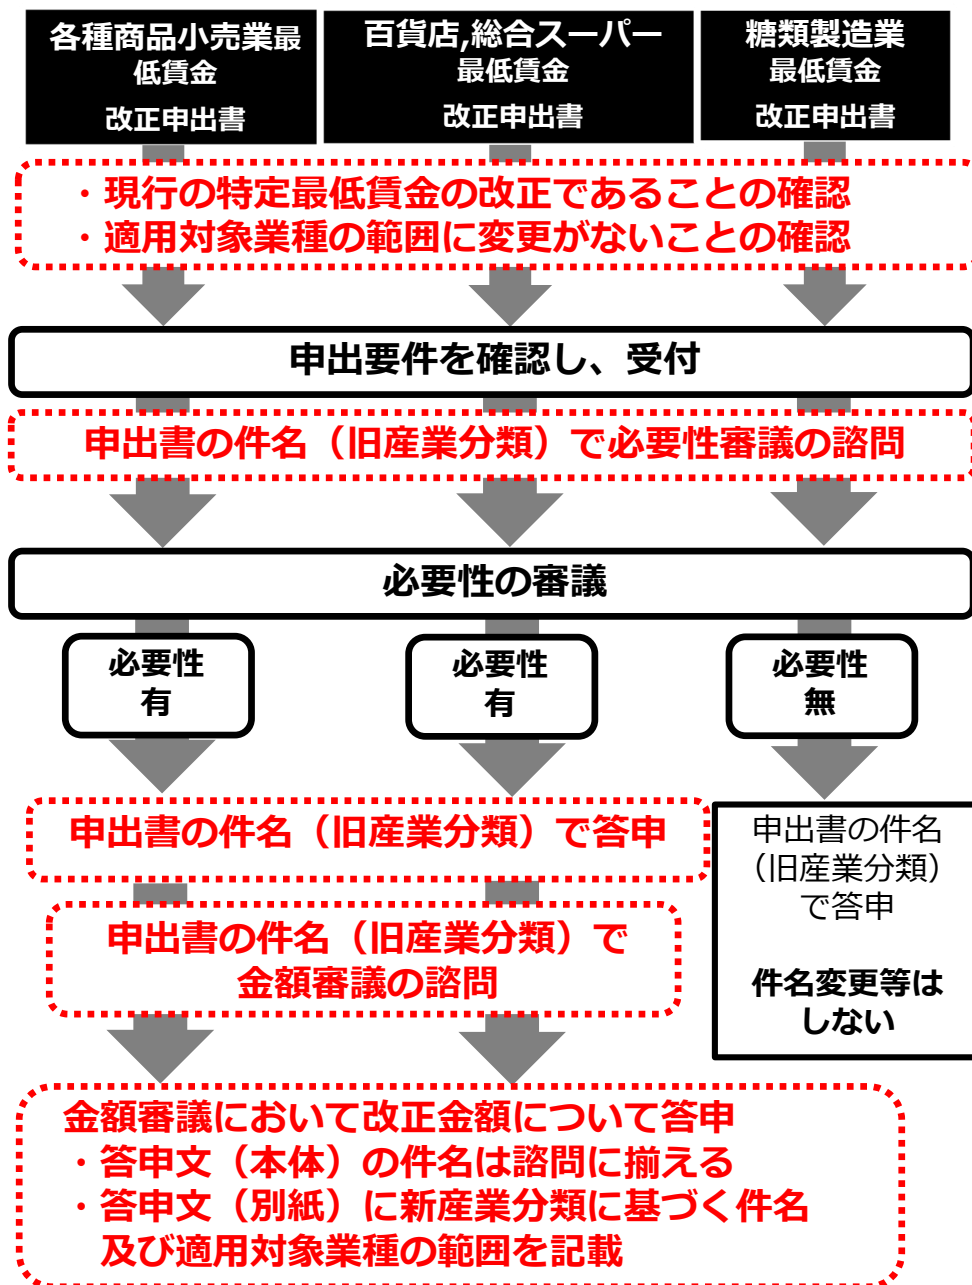 各種商品小売業最
低賃金
改正申出書
百貨店,総合スーパー
最低賃金
改正申出書
糖類製造業
最低賃金
改正申出書
・現行の特定最低賃金の改正であることの確認
・適用対象業種の範囲に変更がないことの確認
申出要件を確認し、受付
申出書の件名（旧産業分類）で必要性審議の諮問
必要性の審議
必要性
有
必要性
有
必要性
無
申出書の件名（旧産業分類）で答申
申出書の件名（旧産業分類）で
金額審議の諮問
申出書の件名
（旧産業分類）
で答申
件名変更等は
しない
金額審議において改正金額について答申
・答申文（本体）の件名は諮問に揃える
・答申文（別紙）に新産業分類に基づく件名
及び適用対象業種の範囲を記載